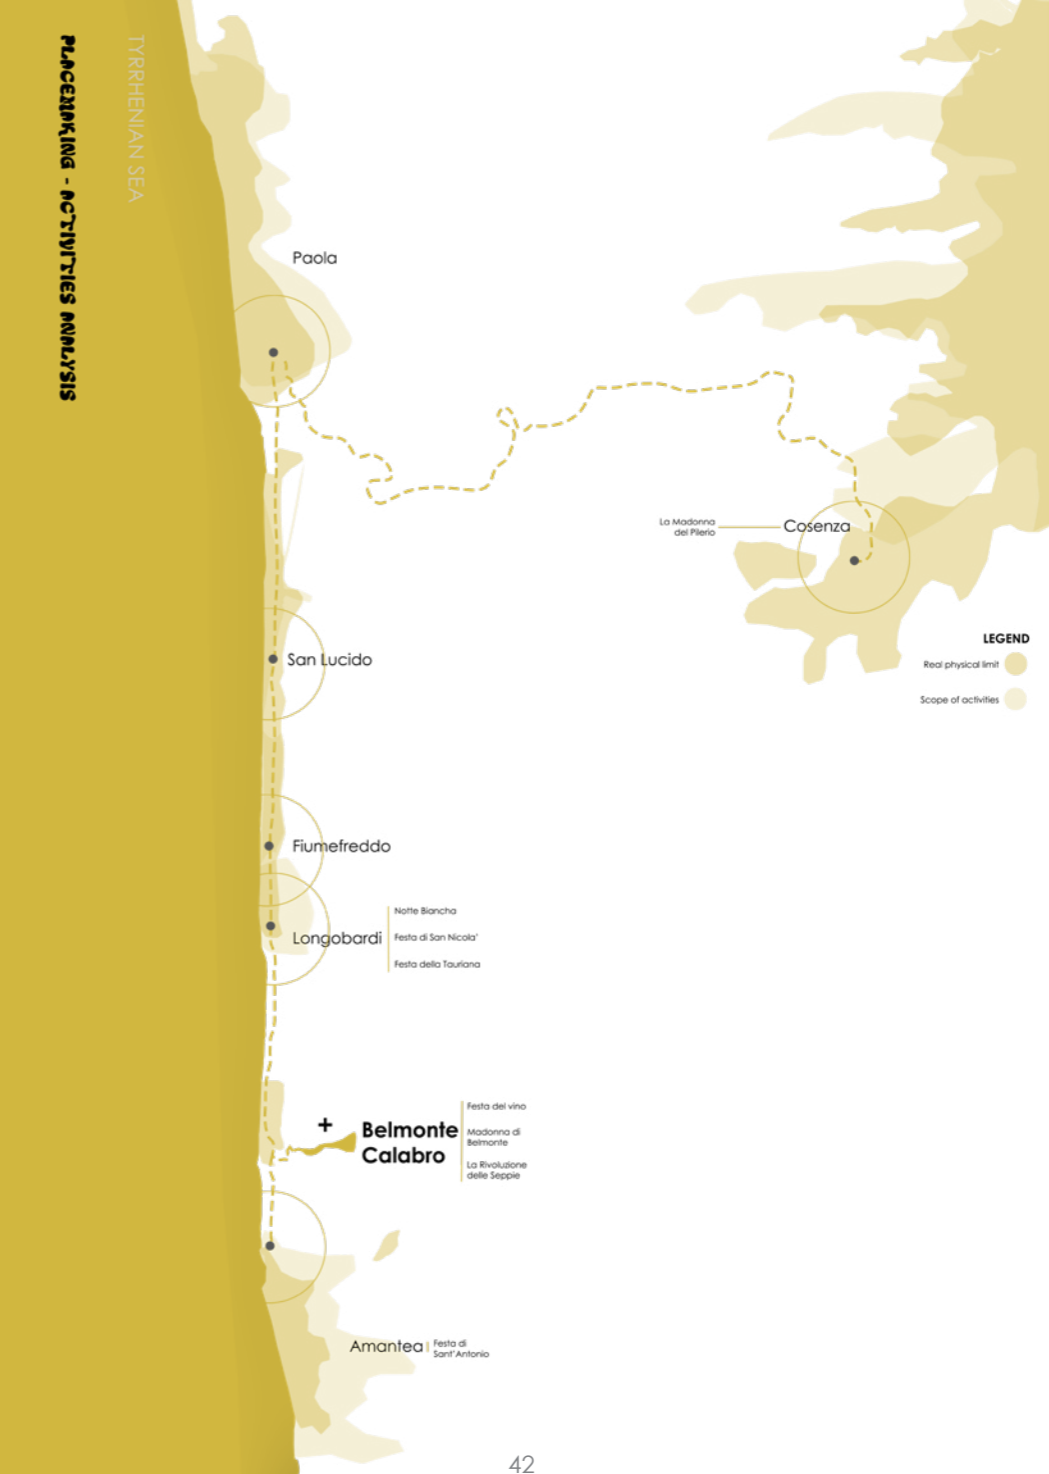 PLACEMAKING - ACTIVITIES ANALYSIS
TYRRHENIAN SEA
Paola
La Madonna
del Pilerio
Cosenza
LEGEND
Real physical limit
Scope of activities
San Lucido
Fiumefreddo
Longobardi
Notte Biancha
Festa di San Nicola'
Festa della Tauriana
+
Belmonte
Calabro
Festa del vino
Madonna di
Belmonte
La Rivoluzione
delle Seppie
Amantea
Festa di
Sant'Antonio
42